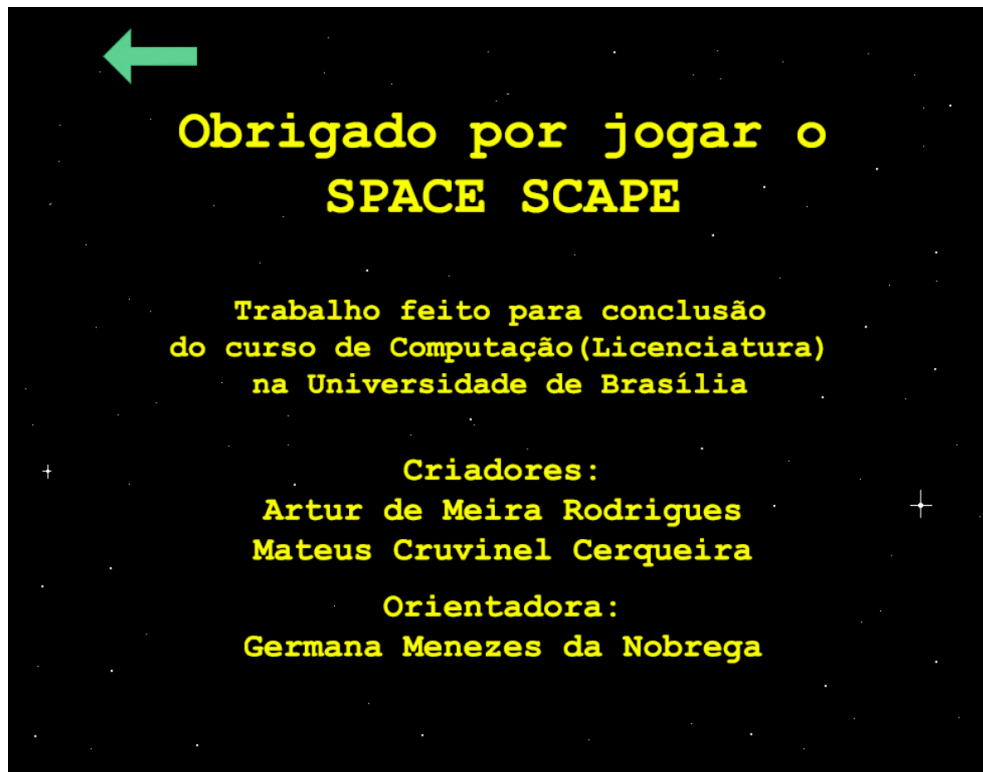 Obrigado por jogar o
SPACE SCAPE
Trabalho feito para conclusão
do curso de Computação(Licenciatura)
na Universidade de Brasília
Criadores:
Artur de Meira Rodrigues
Mateus Cruvinel Cerqueira
Orientadora:
Germana Menezes da Nobrega